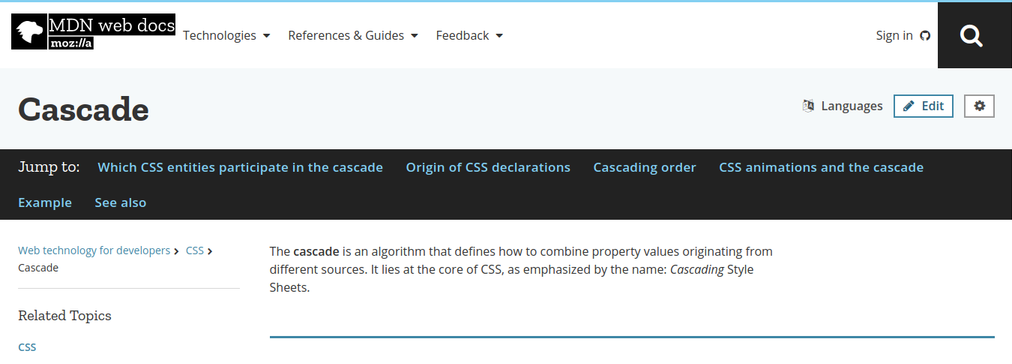 MDN web docs
moz://a
Technologies References & Guides Feedback Sign in
Cascade
Languages Edit
Jump to: Which CSS entities participate in the cascade Origin of CSS declarations Cascading order CSS animations and the cascade
Example See also
Web technology for developers CSS
Cascade
Related Topics
CSS
The cascade is an algorithm that defines how to combine property values originating from
different sources. It lies at the core of CSS, as emphasized by the name: Cascading Style
Sheets.